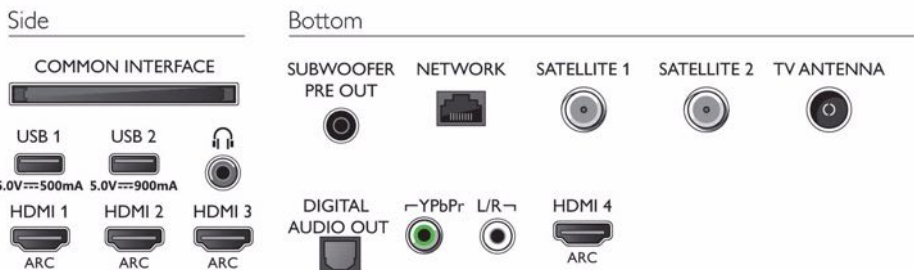 Side
COMMON INTERFACE
USB 1 USB 2
5.0V⎓500mA 5.0V⎓900mA
HDMI 1 HDMI 2 HDMI 3
ARC ARC ARC
Bottom
SUBWOOFER NETWORK SATELLITE 1 SATELLITE 2 TV ANTENNA
PRE OUT
DIGITAL YPbPr L/R HDMI 4
AUDIO OUT
ARC